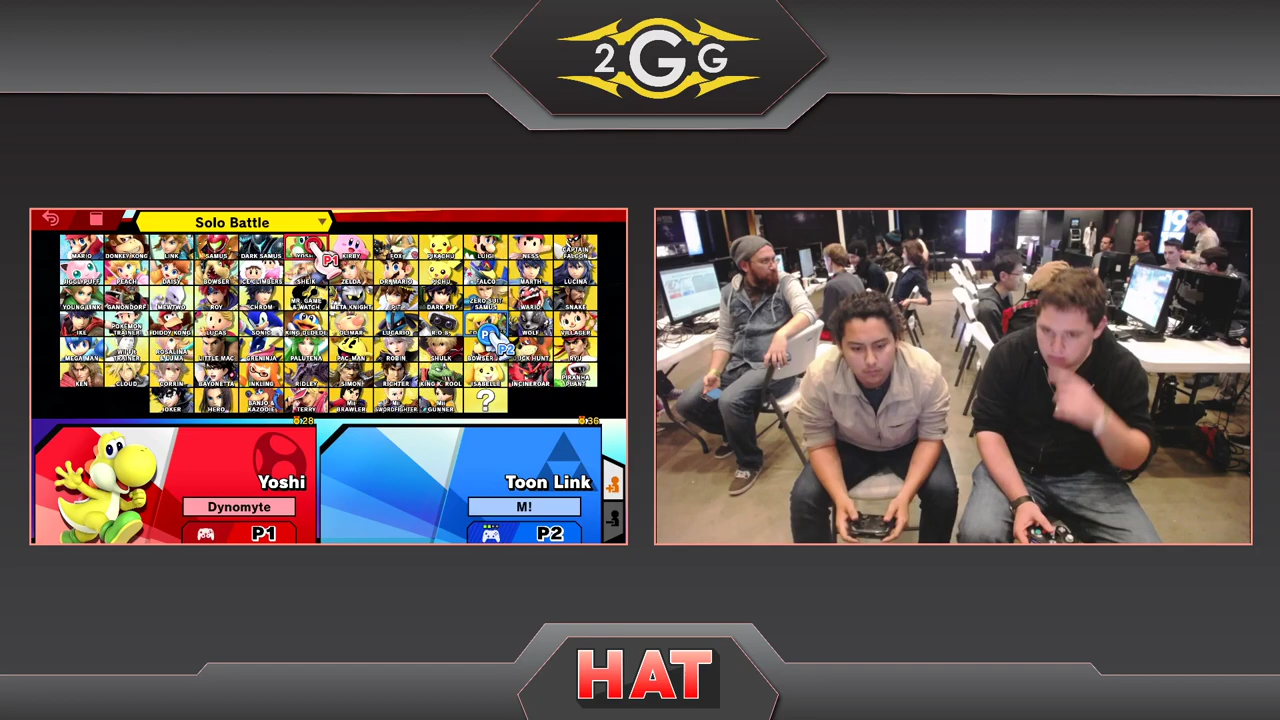 2GG
Solo Battle
MARIO DONKEY KONG LINK SAMUS DARK SAMUS YOSHI KIRBY FOX PIKACHU LUIGI NESS CAPTAIN FALCON
P1
JIGGLYPUFF PEACH DAISY BOWSER ICE CLIMBERS SHEIK ZELDA DR. MARIO PICHU FALCO MARTH LUCINA
YOUNG LINK GANONDORF MEWTWO ROY CHROM MR. GAME & WATCH META KNIGHT PIT DARK PIT ZERO SUIT SAMUS WARIO SNAKE
IKE POKÉMON TRAINER DIDDY KONG LUCAS SONIC KING DEDEDE OLIMAR LUCARIO R.O.B. WOLF VILLAGER
P2
MEGA MAN Wii Fit TRAINER ROSALINA & LUMA LITTLE MAC GRENINJA PALUTENA PAC-MAN ROBIN SHULK BOWSER DUCK HUNT RYU
KEN CLOUD CORRIN BAYONETTA INKLING RIDLEY SIMON RICHTER KING K. ROOL ISABELLE INCINEROAR PIRANHA PLANT
JOKER HERO BANJO & KAZOOIE TERRY Mii BRAWLER Mii SWORDFIGHTER Mii GUNNER ?
28 36
Yoshi Toon Link
Dynomyte M!
P1 P2
HAT